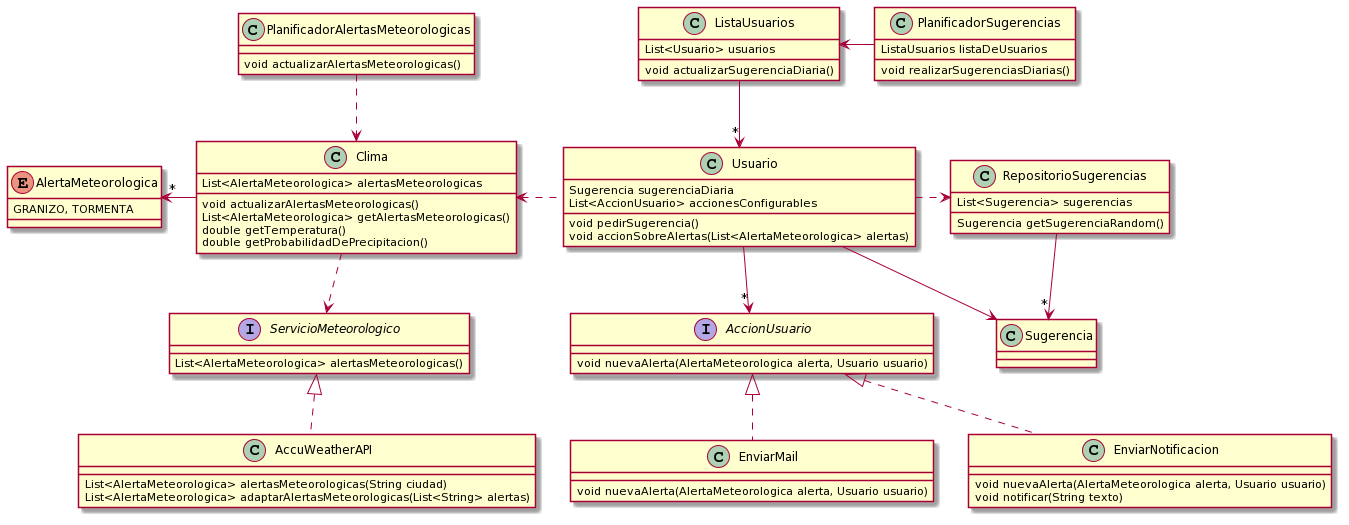 C PlanificadorAlertasMeteorologicas
void actualizarAlertasMeteorologicas()
C ListaUsuarios
List<Usuario> usuarios
void actualizarSugerenciaDiaria()
C PlanificadorSugerencias
ListaUsuarios listaDeUsuarios
void realizarSugerenciasDiarias()
*
E AlertaMeteorologica
GRANIZO, TORMENTA
*
C Clima
List<AlertaMeteorologica> alertasMeteorologicas
void actualizarAlertasMeteorologicas()
List<AlertaMeteorologica> getAlertasMeteorologicas()
double getTemperatura()
double getProbabilidadDePrecipitacion()
C Usuario
Sugerencia sugerenciaDiaria
List<AccionUsuario> accionesConfigurables
void pedirSugerencia()
void accionSobreAlertas(List<AlertaMeteorologica> alertas)
C RepositorioSugerencias
List<Sugerencia> sugerencias
Sugerencia getSugerenciaRandom()
*
*
I ServicioMeteorologico
List<AlertaMeteorologica> alertasMeteorologicas()
I AccionUsuario
void nuevaAlerta(AlertaMeteorologica alerta, Usuario usuario)
C Sugerencia
C AccuWeatherAPI
List<AlertaMeteorologica> alertasMeteorologicas(String ciudad)
List<AlertaMeteorologica> adaptarAlertasMeteorologicas(List<String> alertas)
C EnviarMail
void nuevaAlerta(AlertaMeteorologica alerta, Usuario usuario)
C EnviarNotificacion
void nuevaAlerta(AlertaMeteorologica alerta, Usuario usuario)
void notificar(String texto)